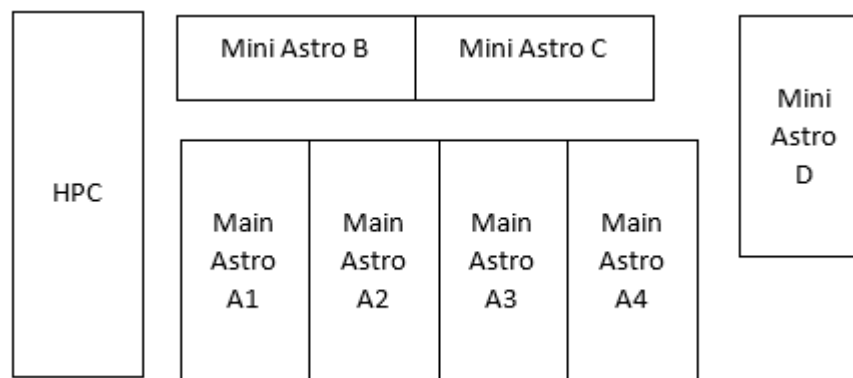 Mini Astro B
Mini Astro C
Mini
Astro
D
HPC
Main
Astro
A1
Main
Astro
A2
Main
Astro
A3
Main
Astro
A4